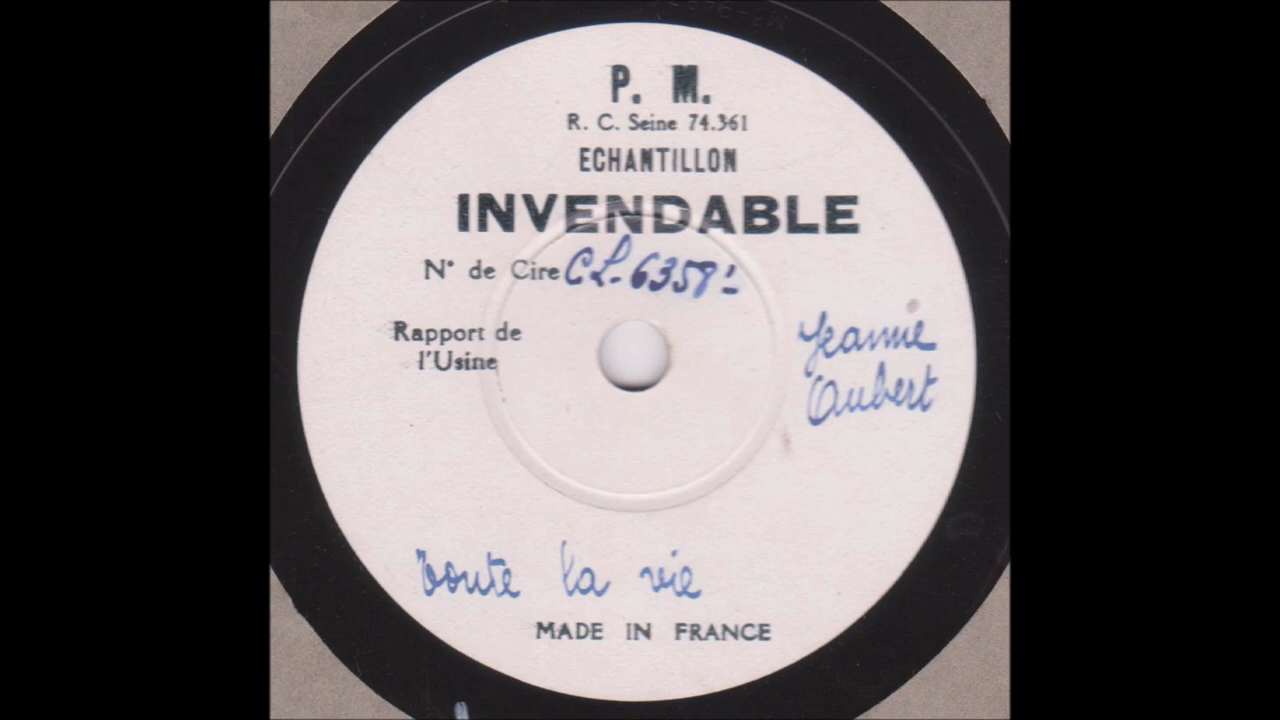 P. M.
R. C. Seine 74.361
ECHANTILLON
INVENDABLE
N° de Cire CL-6358-1
Rapport de
l'Usine
Jeanne
Aubert
toute la vie
MADE IN FRANCE